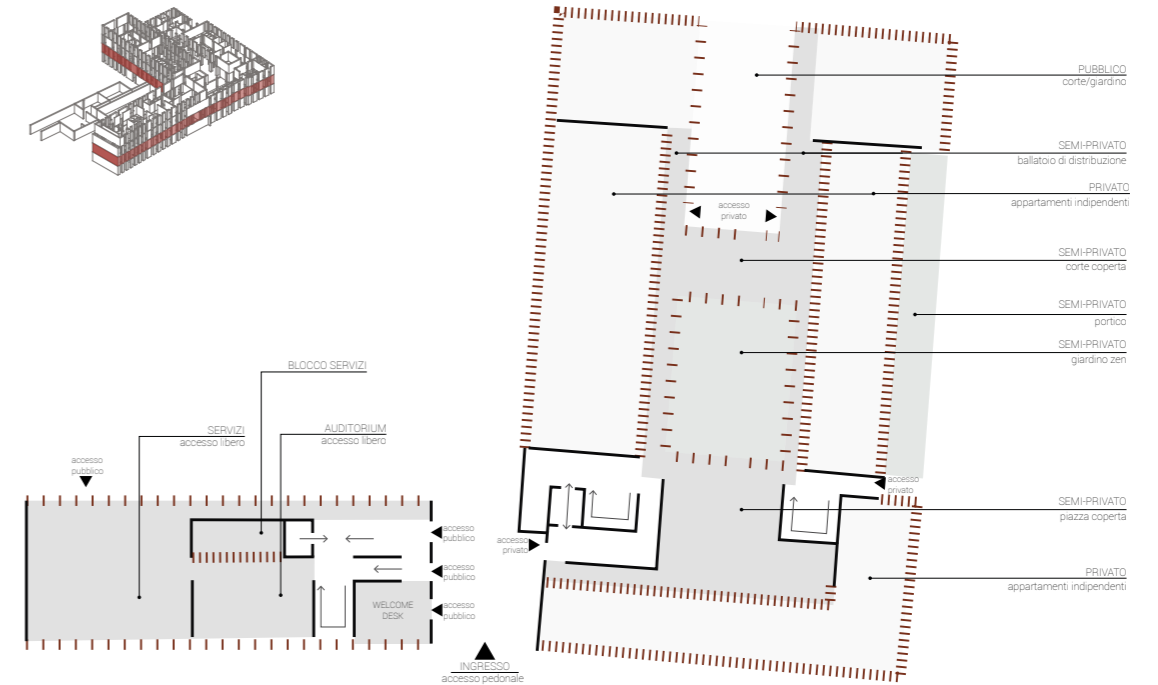 PUBBLICO
corte/giardino
SEMI-PRIVATO
ballatoio di distribuzione
PRIVATO
appartamenti indipendenti
accesso
privato
SEMI-PRIVATO
corte coperta
SEMI-PRIVATO
portico
SEMI-PRIVATO
giardino zen
BLOCCO SERVIZI
SERVIZI
accesso libero
AUDITORIUM
accesso libero
accesso
pubblico
accesso
privato
SEMI-PRIVATO
piazza coperta
accesso
pubblico
accesso
privato
accesso
pubblico
PRIVATO
appartamenti indipendenti
WELCOME
DESK
accesso
pubblico
INGRESSO
accesso pedonale